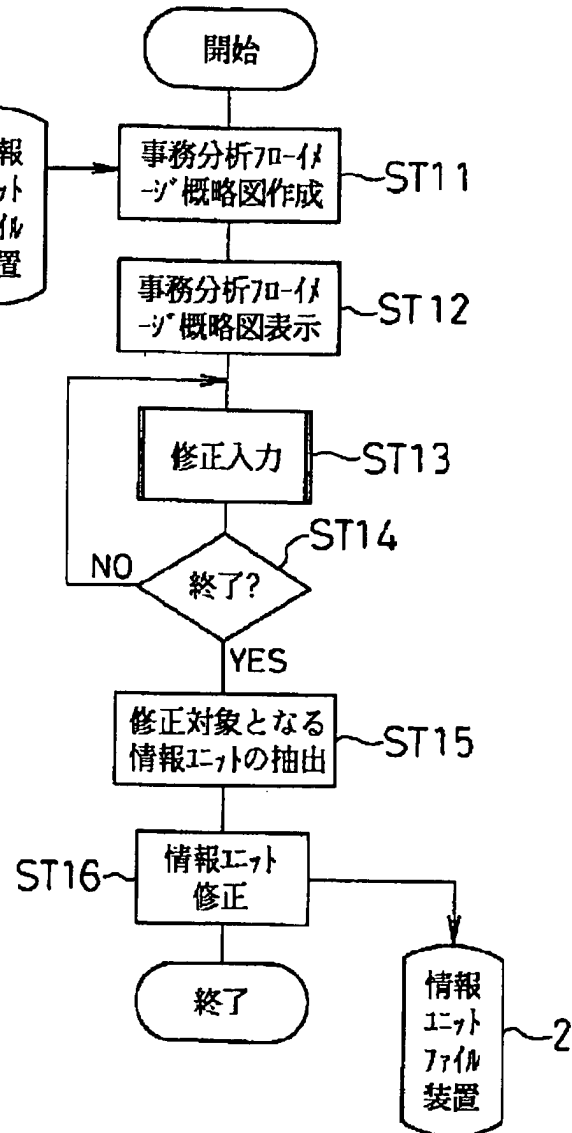 開始
報
ット
イル
置
事務分析フローイメ
ージ概略図作成
ST11
事務分析フローイメ
ージ概略図表示
ST12
修正入力
ST13
ST14
NO
終了?
YES
修正対象となる
情報ユニットの抽出
ST15
ST16
情報ユニット
修正
終了
情報
ユニット
ファイル
装置
2